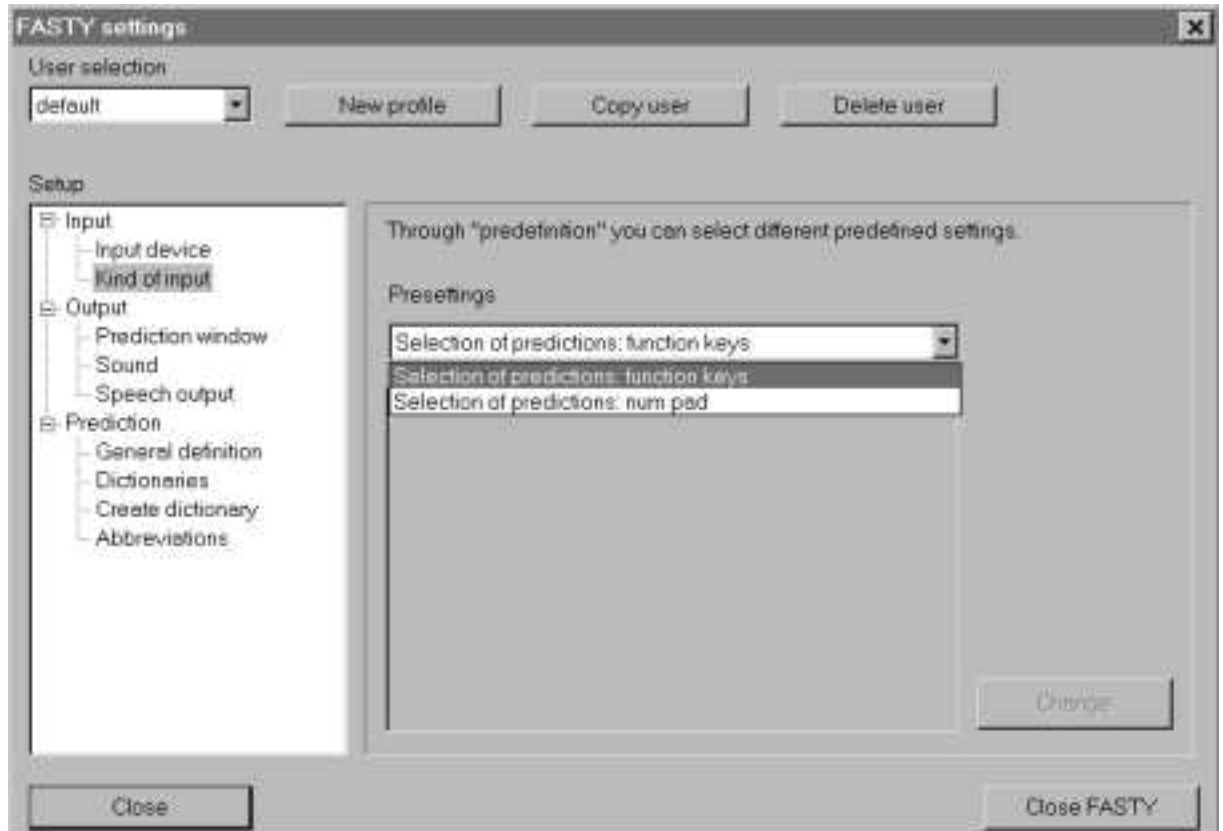 FASTY settings
User selection
default
New profile
Copy user
Delete user
Setup
Input
Input device
Kind of input
Output
Prediction window
Sound
Speech output
Prediction
General definition
Dictionaries
Create dictionary
Abbreviations
Through "predefinition" you can select different predefined settings.
Presettings
Selection of predictions: function keys
Selection of predictions: function keys
Selection of predictions: num pad
Change
Close
Close FASTY